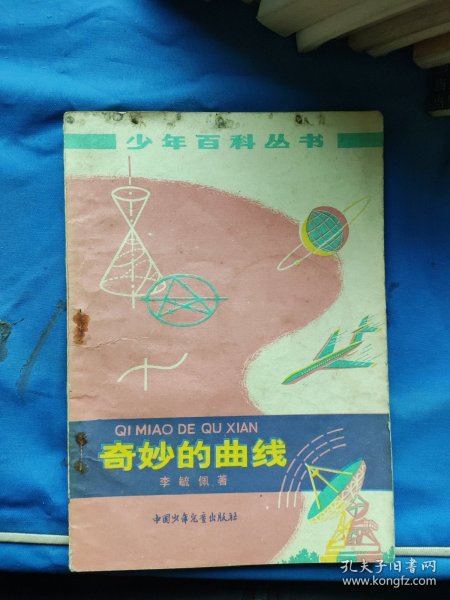 少年百科丛书
QI MIAO DE QU XIAN
奇妙的曲线
李毓佩 著
中国少年儿童出版社
孔夫子旧书网
www.kongfz.com